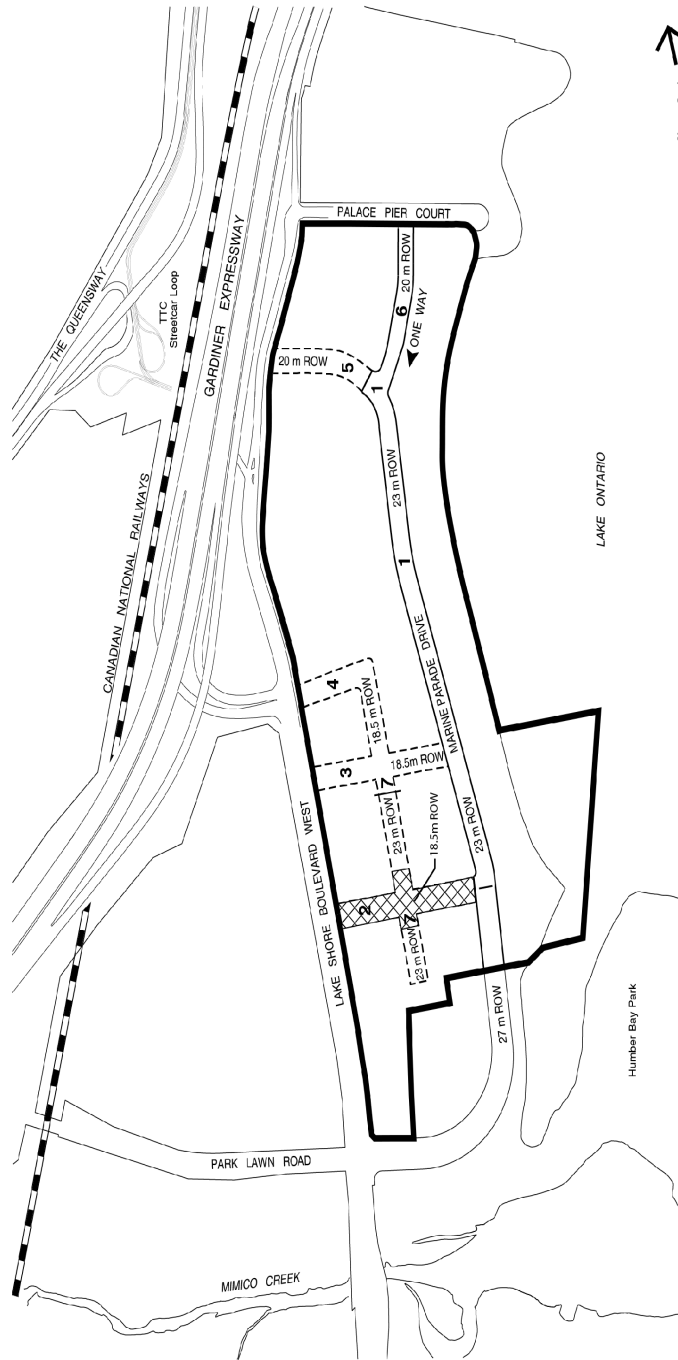 PALACE PIER COURT
THE QUEENSWAY
TTC
Streetcar Loop
GARDINER EXPRESSWAY
20 m ROW
6
ONE WAY
20 m ROW
5
1
23 m ROW
LAKE ONTARIO
CANADIAN NATIONAL RAILWAYS
1
MARINE PARADE DRIVE
4
18.5 m ROW
3
18.5m ROW
7
23 m ROW
18.5m ROW
23 m ROW
LAKE SHORE BOULEVARD WEST
2
7
23 m ROW
27 m ROW
Humber Bay Park
PARK LAWN ROAD
MIMICO CREEK